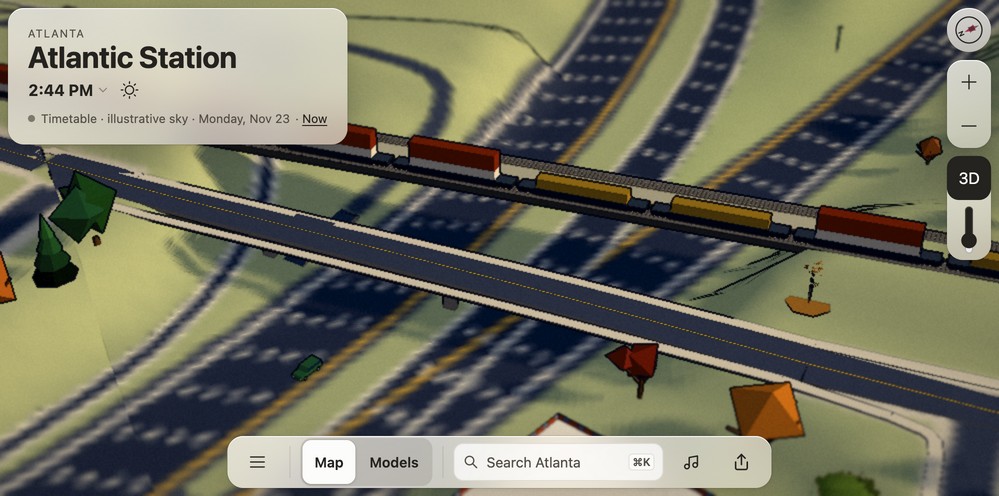 ATLANTA
Atlantic Station
2:44 PM
Timetable · illustrative sky · Monday, Nov 23 · Now
N
3D
Map
Models
Search Atlanta
⌘K